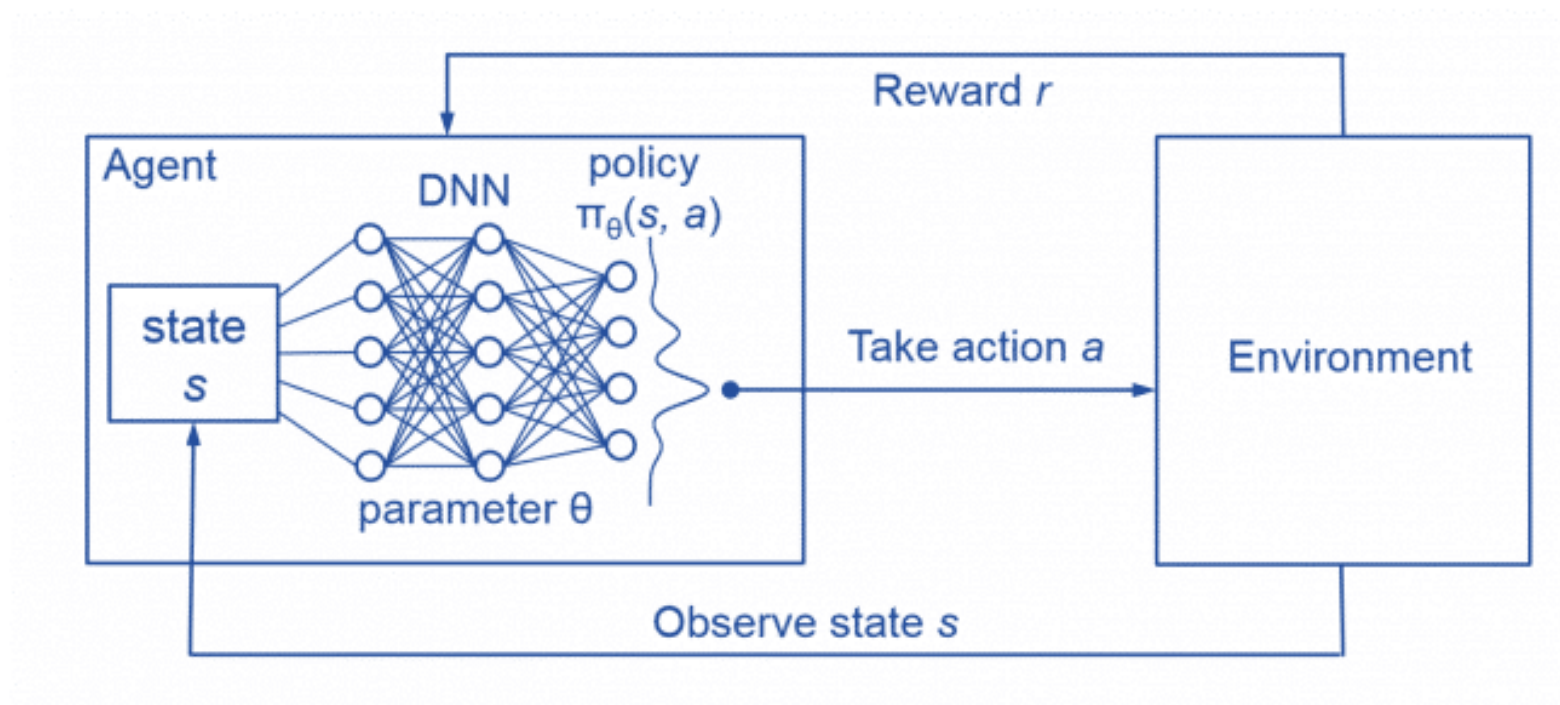 Reward r
Agent
DNN
policy
πθ(s, a)
state
s
Take action a
Environment
parameter θ
Observe state s